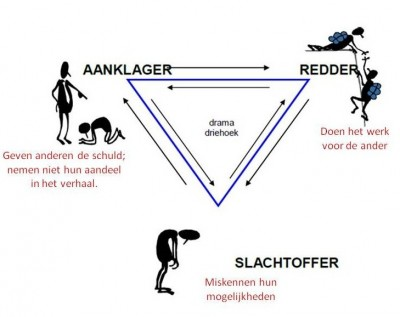 AANKLAGER
REDDER
drama
driehoek
Geven anderen de schuld;
nemen niet hun aandeel
in het verhaal.
Doen het werk
voor de ander
SLACHTOFFER
Miskennen hun
mogelijkheden